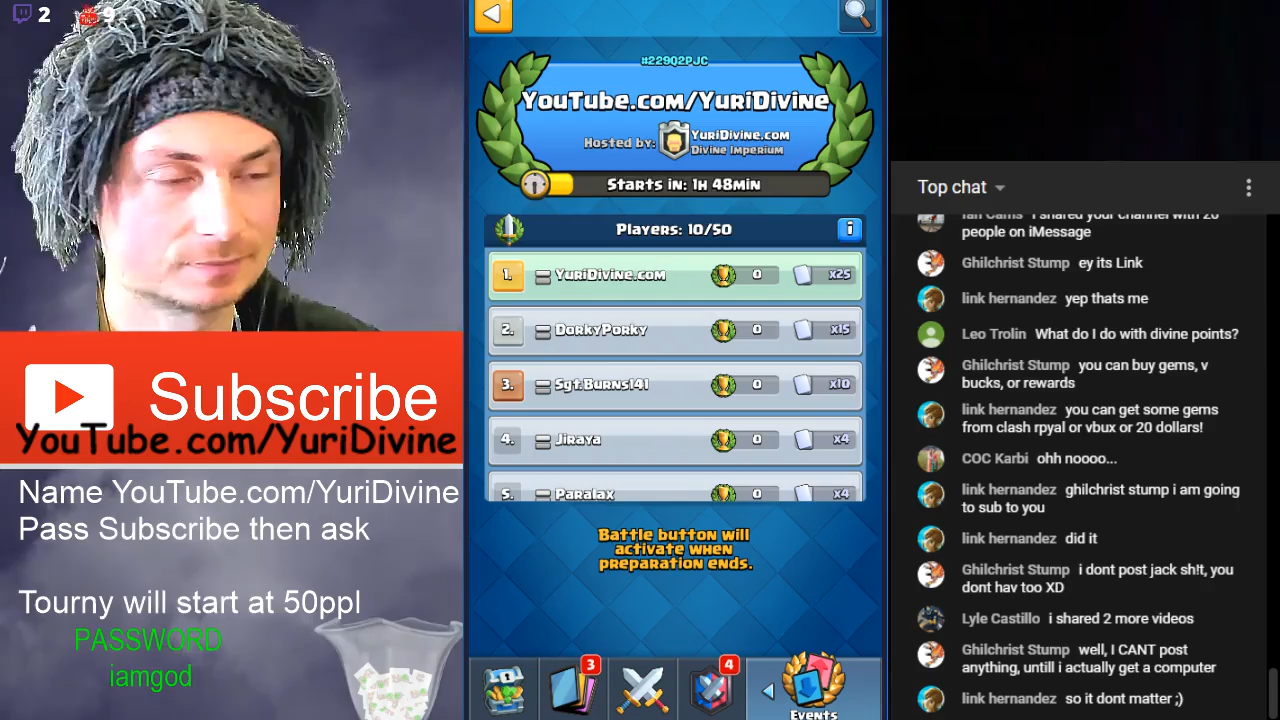 2 9
Subscribe
YouTube.com/YuriDivine
Name YouTube.com/YuriDivine
Pass Subscribe then ask
Tourny will start at 50ppl
PASSWORD
iamgod
#229Q2PJC
YouTube.com/YuriDivine
Hosted by: YuriDivine.com
Divine Imperium
Starts in: 1h 48min
Players: 10/50
i
1. YuriDivine.com 0 x25
2. DorkyPorky 0 x15
3. Sgt.Burns141 0 x10
4. Jiraya 0 x4
5. Paralax 0 x4
Battle button will
activate when
preparation ends.
1 3 4
Events
Top chat
i shared your channel with 20
people on iMessage
Ghilchrist Stump ey its Link
link hernandez yep thats me
Leo Trolin What do I do with divine points?
Ghilchrist Stump you can buy gems, v
bucks, or rewards
link hernandez you can get some gems
from clash rpyal or vbux or 20 dollars!
COC Karbi ohh noooo...
link hernandez ghilchrist stump i am going
to sub to you
link hernandez did it
Ghilchrist Stump i dont post jack sh!t, you
dont hav too XD
Lyle Castillo i shared 2 more videos
Ghilchrist Stump well, I CANT post
anything, untill i actually get a computer
link hernandez so it dont matter ;)